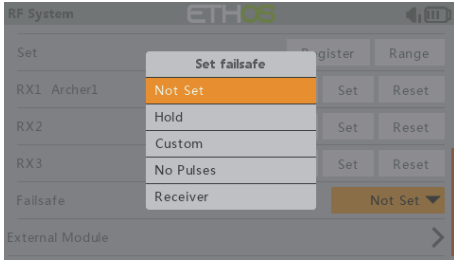 RF System ETHOS
Set Register Range
Set failsafe
RX1 Archer1 Set Reset
Not Set
Hold
RX2 Set Reset
Custom
RX3 Set Reset
No Pulses
Failsafe Not Set
Receiver
External Module